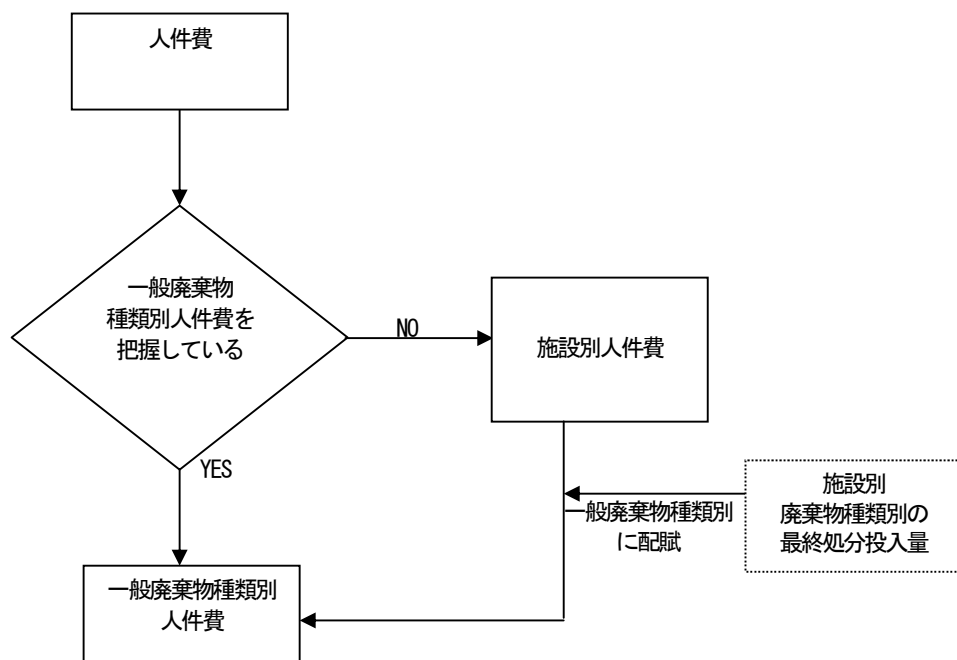 人件費
一般廃棄物
種類別人件費を
把握している
NO
施設別人件費
YES
施設別
廃棄物種類別の
最終処分投入量
一般廃棄物種類別
に配賦
一般廃棄物種類別
人件費